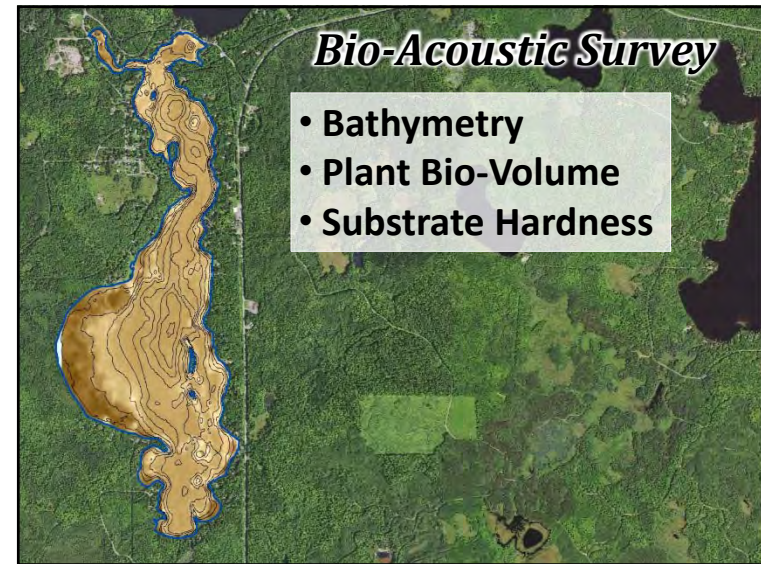 Bio-Acoustic Survey
• Bathymetry
• Plant Bio-Volume
• Substrate Hardness